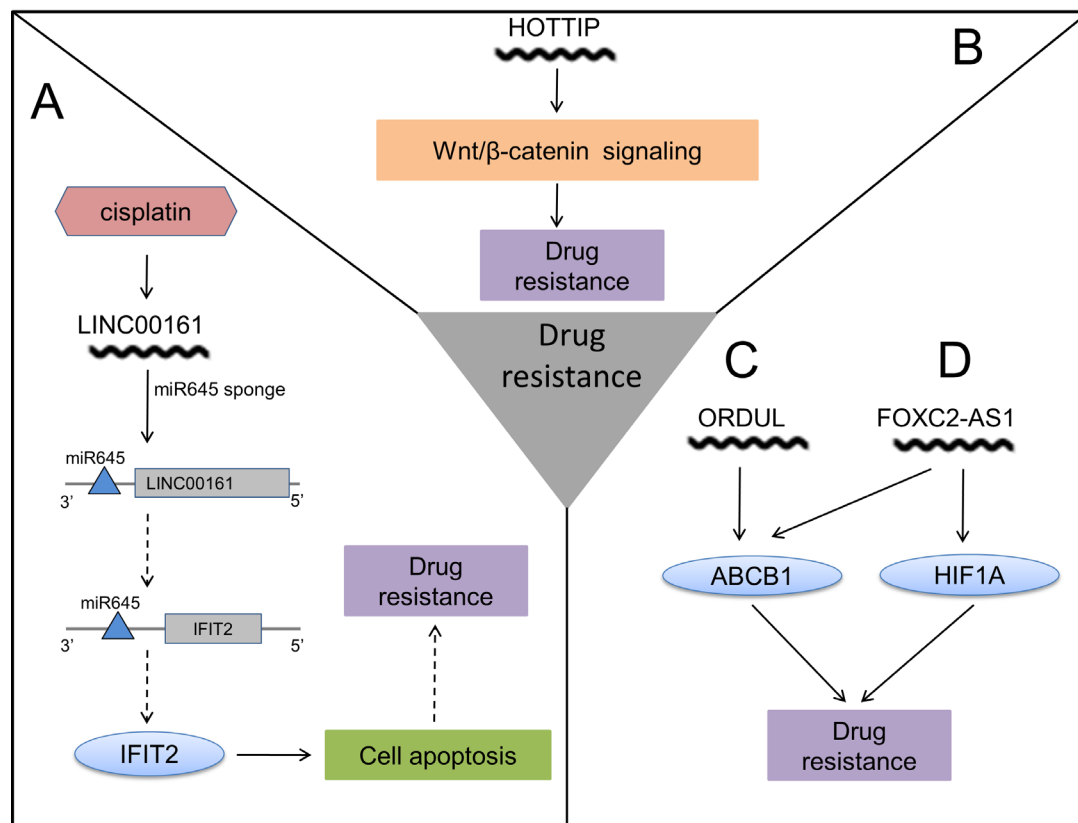 A
cisplatin
LINC00161
miR645 sponge
miR645
LINC00161
3’
5’
miR645
IFIT2
3’
5’
IFIT2
Cell apoptosis
Drug
resistance
B
HOTTIP
Wnt/β-catenin signaling
Drug
resistance
Drug
resistance
C
D
ORDUL
FOXC2-AS1
ABCB1
HIF1A
Drug
resistance